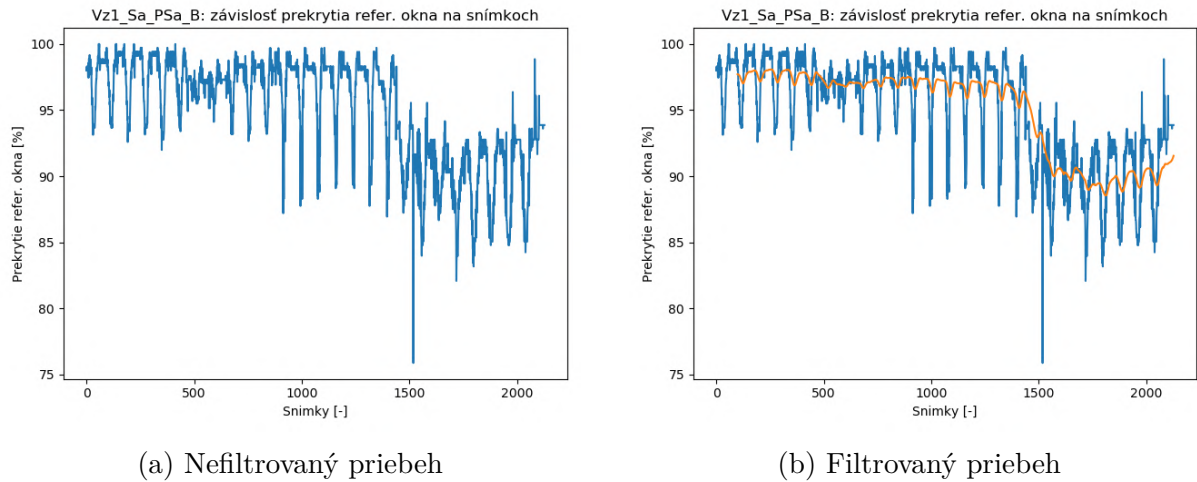 Vz1_Sa_PSa_B: závislosť prekrytia refer. okna na snímkoch
Prekrytie refer. okna [%]
100
95
90
85
80
75
0
500
1000
1500
2000
Snimky [-]
(a) Nefiltrovaný priebeh
Vz1_Sa_PSa_B: závislosť prekrytia refer. okna na snímkoch
Prekrytie refer. okna [%]
100
95
90
85
80
75
0
500
1000
1500
2000
Snimky [-]
(b) Filtrovaný priebeh